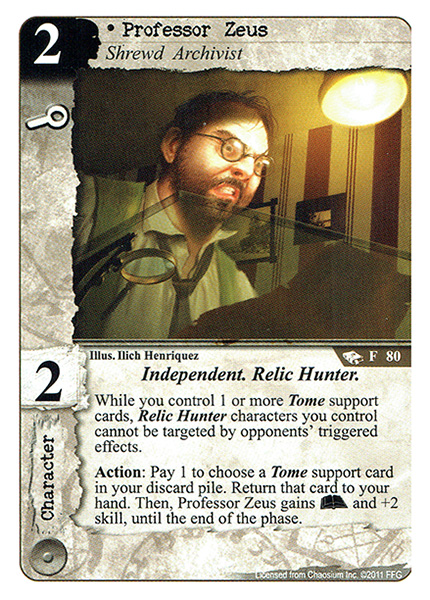 2
• Professor Zeus
Shrewd Archivist
Illus. Ilich Henriquez
F 80
2
Independent. Relic Hunter.
While you control 1 or more Tome support
cards, Relic Hunter characters you control
cannot be targeted by opponents' triggered
effects.
Action: Pay 1 to choose a Tome support card
in your discard pile. Return that card to your
hand. Then, Professor Zeus gains and +2
skill, until the end of the phase.
Character
Licensed from Chaosium Inc. ©2011 FFG